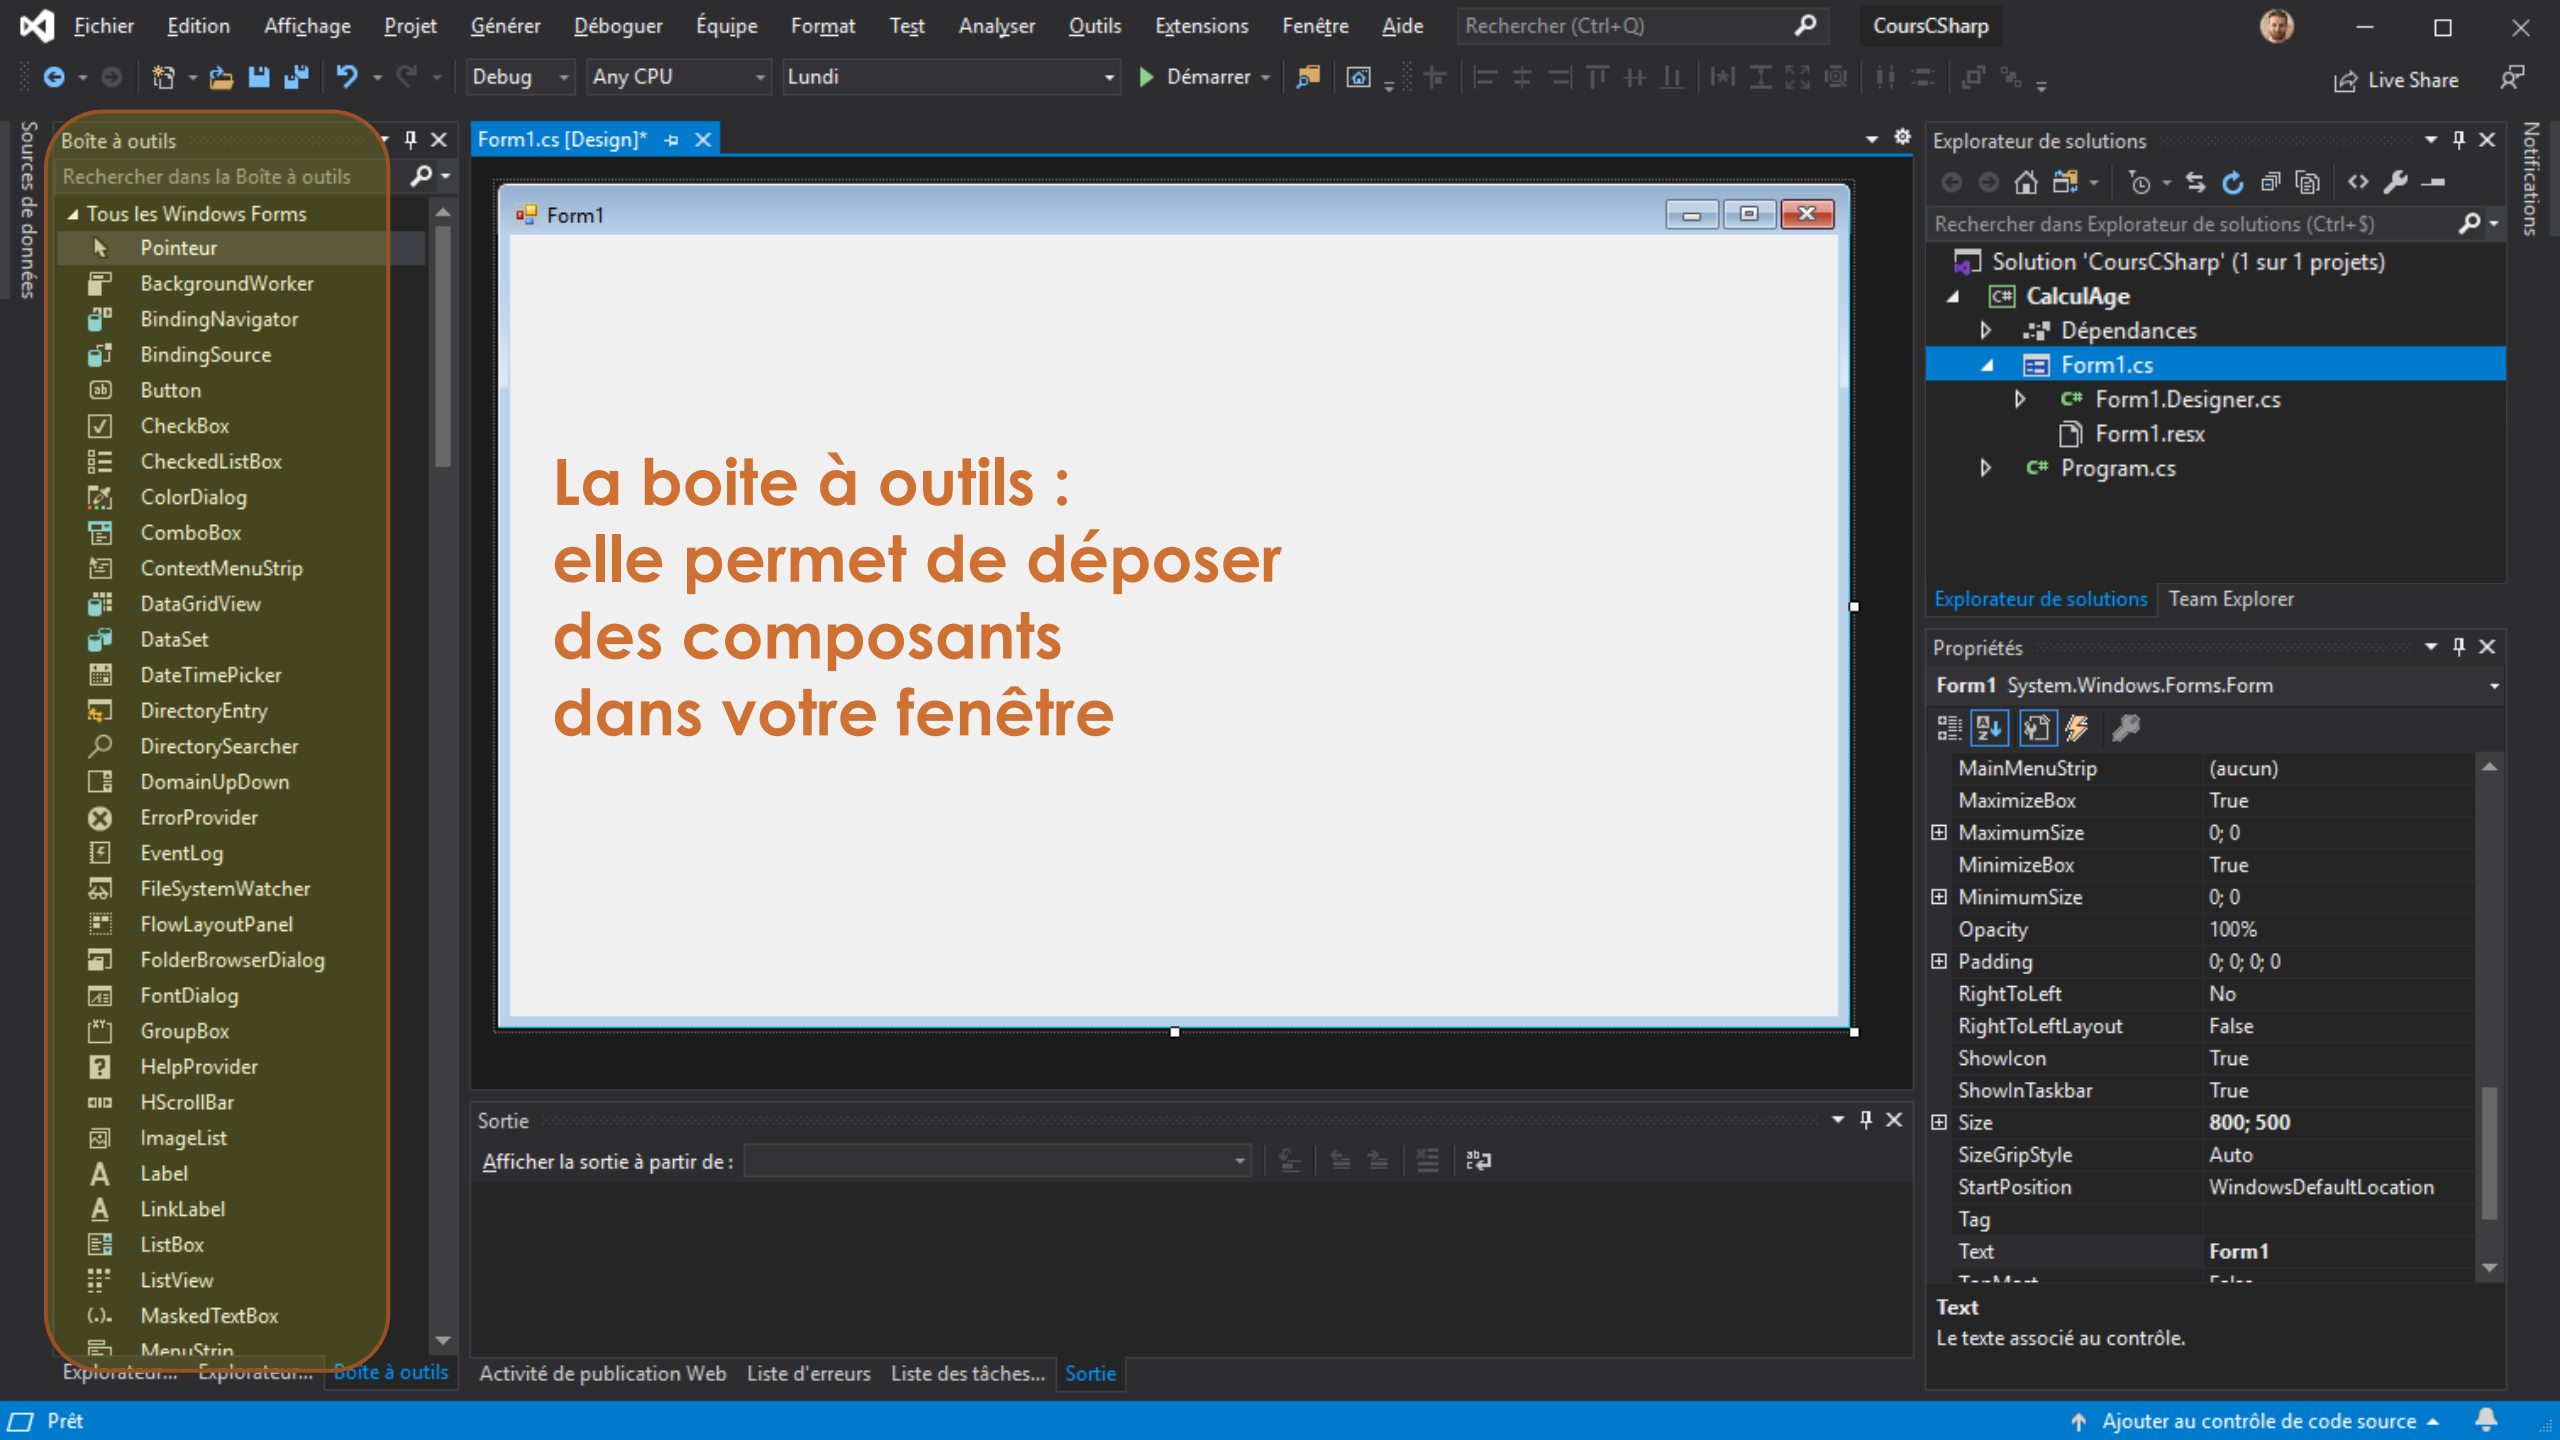 Fichier Edition Affichage Projet Générer Déboguer Équipe Format Test Analyser Outils Extensions Fenêtre Aide Rechercher (Ctrl+Q) CoursCSharp
Debug Any CPU Lundi Démarrer Live Share
Sources de données
Boîte à outils
Rechercher dans la Boîte à outils
Tous les Windows Forms
Pointeur
BackgroundWorker
BindingNavigator
BindingSource
Button
CheckBox
CheckedListBox
ColorDialog
ComboBox
ContextMenuStrip
DataGridView
DataSet
DateTimePicker
DirectoryEntry
DirectorySearcher
DomainUpDown
ErrorProvider
EventLog
FileSystemWatcher
FlowLayoutPanel
FolderBrowserDialog
FontDialog
GroupBox
HelpProvider
HScrollBar
ImageList
Label
LinkLabel
ListBox
ListView
MaskedTextBox
MenuStrip
Explorateur... Explorateur... Boîte à outils
Form1.cs [Design]*
Form1
La boite à outils :
elle permet de déposer
des composants
dans votre fenêtre
Sortie
Afficher la sortie à partir de :
Activité de publication Web Liste d'erreurs Liste des tâches... Sortie
Explorateur de solutions
Rechercher dans Explorateur de solutions (Ctrl+$)
Solution 'CoursCSharp' (1 sur 1 projets)
C# CalculAge
Dépendances
Form1.cs
C# Form1.Designer.cs
Form1.resx
C# Program.cs
Explorateur de solutions Team Explorer
Propriétés
Form1 System.Windows.Forms.Form
MainMenuStrip (aucun)
MaximizeBox True
MaximumSize 0; 0
MinimizeBox True
MinimumSize 0; 0
Opacity 100%
Padding 0; 0; 0; 0
RightToLeft No
RightToLeftLayout False
ShowIcon True
ShowInTaskbar True
Size 800; 500
SizeGripStyle Auto
StartPosition WindowsDefaultLocation
Tag
Text Form1
TopMost False
Text
Le texte associé au contrôle.
Notifications
Prêt
Ajouter au contrôle de code source